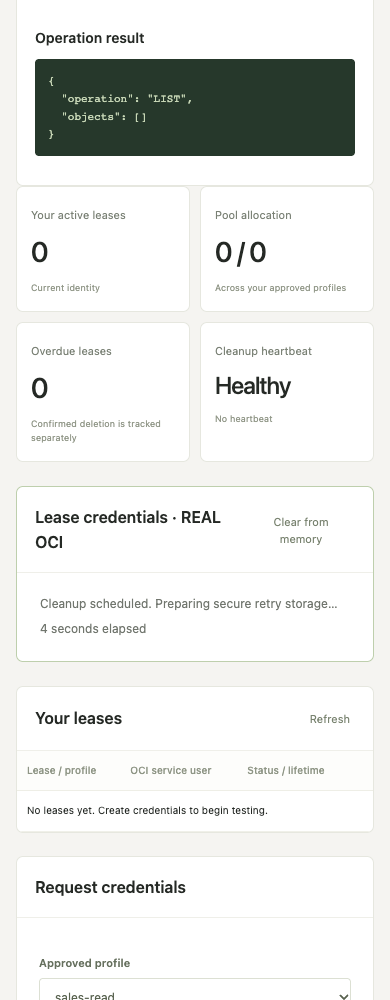 Operation result
{
"operation": "LIST",
"objects": []
}
Your active leases
0
Current identity
Pool allocation
0/0
Across your approved profiles
Overdue leases
0
Confirmed deletion is tracked
separately
Cleanup heartbeat
Healthy
No heartbeat
Lease credentials · REAL
OCI
Clear from
memory
Cleanup scheduled. Preparing secure retry storage…
4 seconds elapsed
Your leases
Refresh
Lease / profile OCI service user Status / lifetime
No leases yet. Create credentials to begin testing.
Request credentials
Approved profile
sales-read